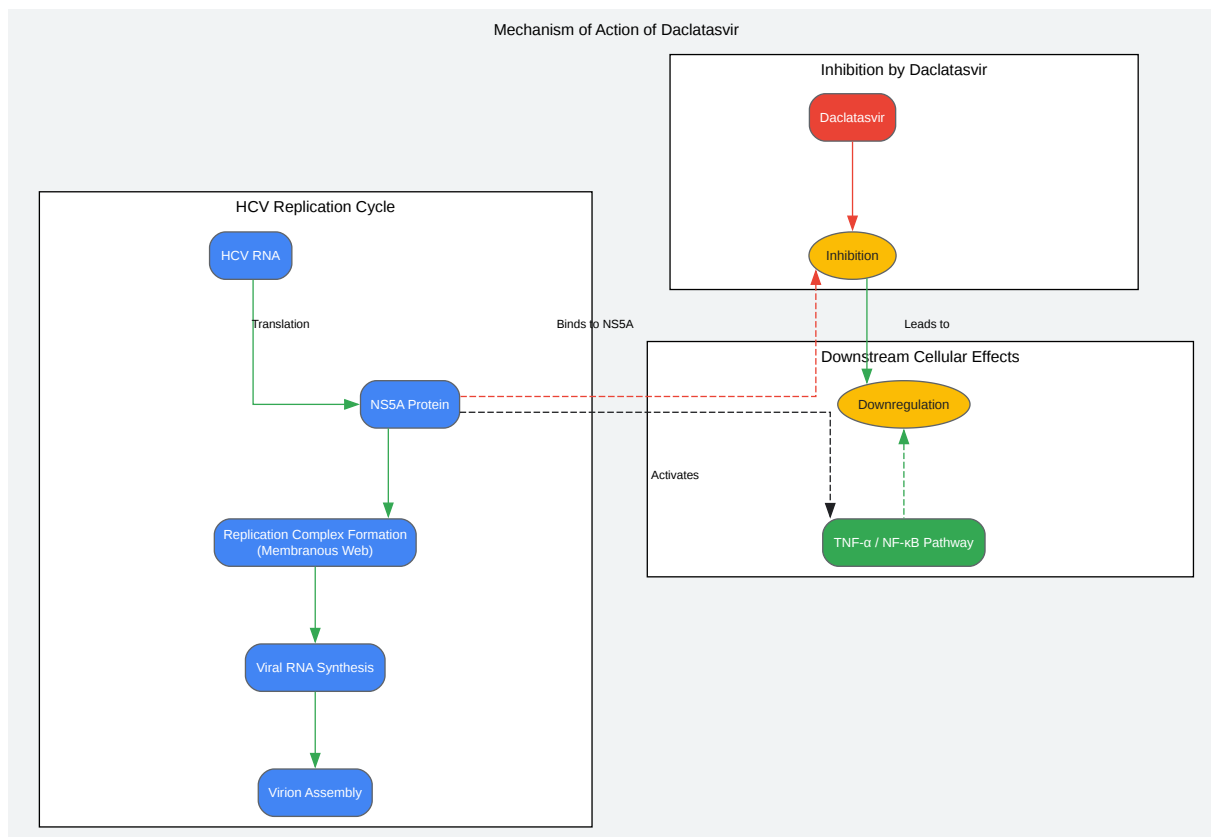 Mechanism of Action of Daclatasvir
Inhibition by Daclatasvir
Daclatasvir
Inhibition
HCV Replication Cycle
HCV RNA
Translation
Binds to NS5A
Leads to
NS5A Protein
Downstream Cellular Effects
Downregulation
Activates
Replication Complex Formation
(Membranous Web)
TNF-α / NF-κB Pathway
Viral RNA Synthesis
Virion Assembly